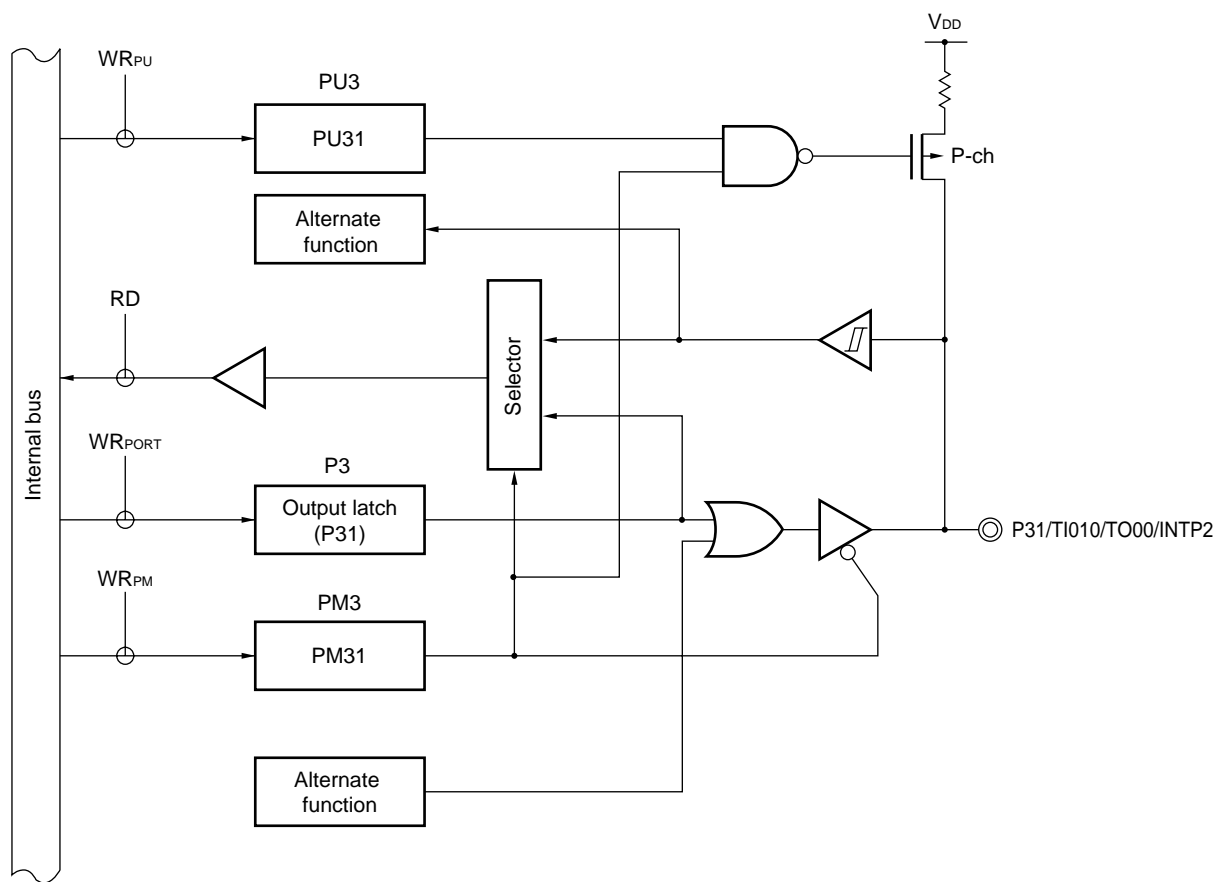 VDD
WRPU
PU3
PU31
P-ch
Alternate
function
RD
Selector
Internal bus
WRPORT
P3
Output latch
(P31)
P31/TI010/TO00/INTP2
WRPM
PM3
PM31
Alternate
function